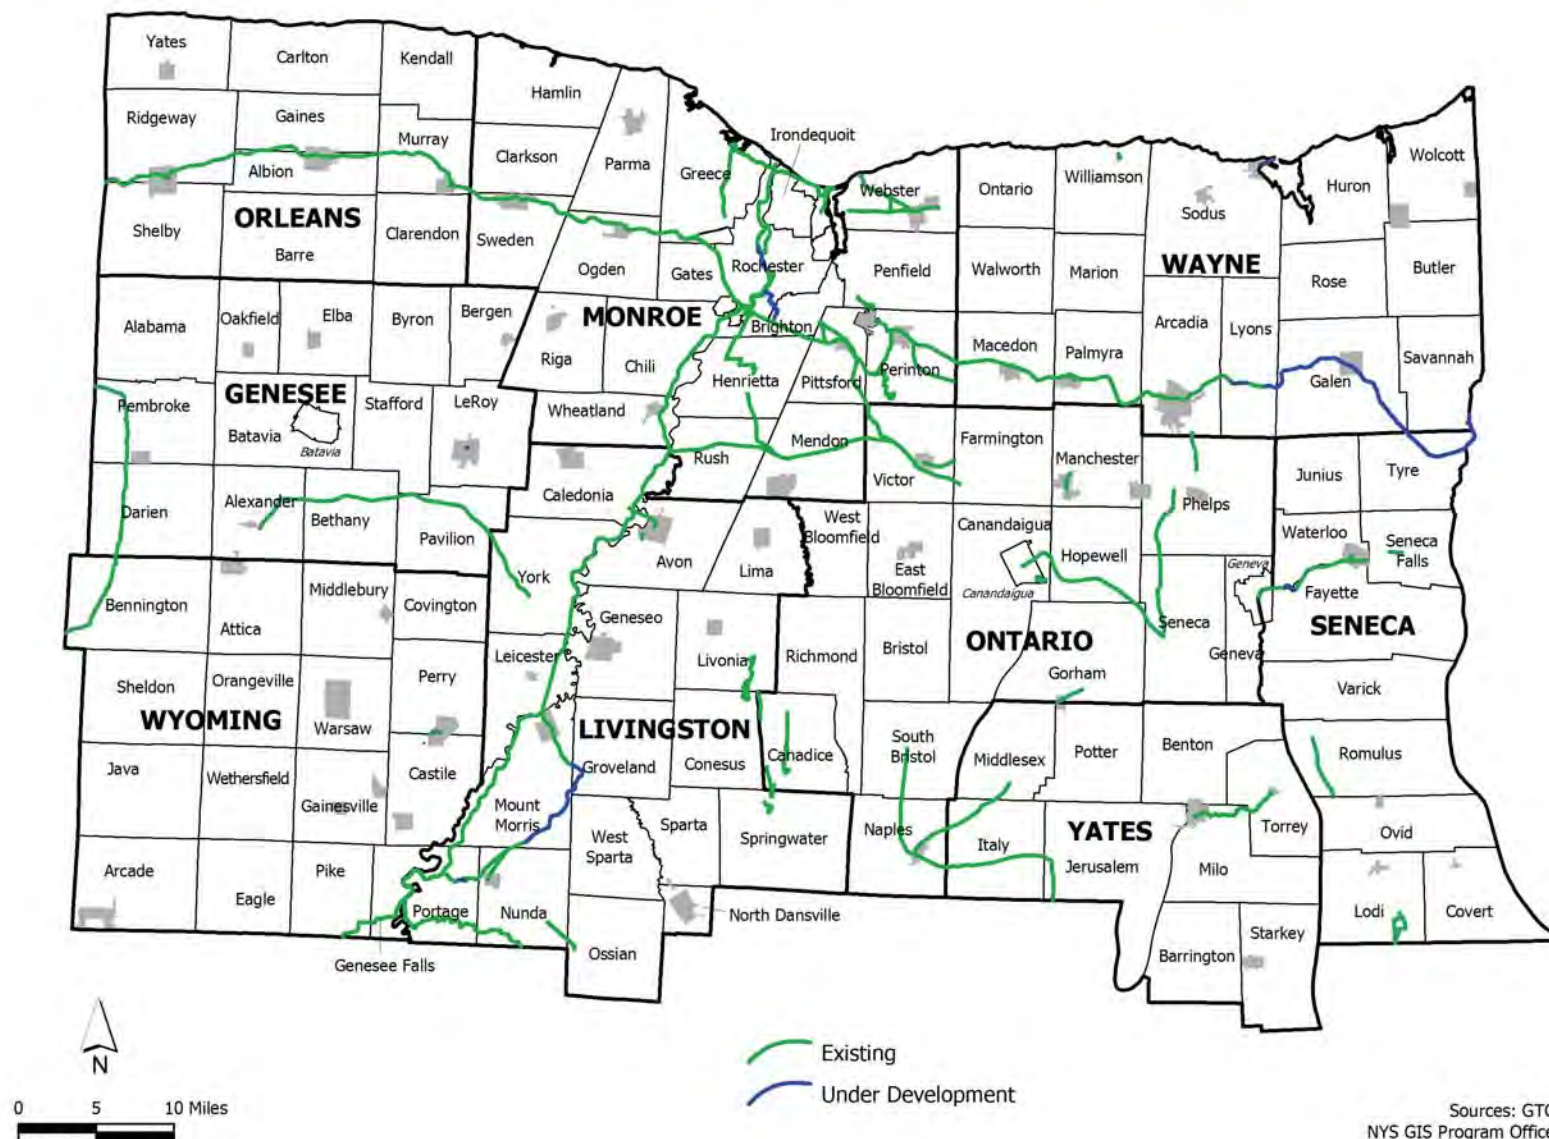 Yates
Carlton
Kendall
Hamlin
Ridgeway
Gaines
Murray
Albion
Clarkson
Parma
Greece
Irondequoit
Webster
Ontario
Williamson
Sodus
Huron
Wolcott
Shelby
ORLEANS
Barre
Clarendon
Sweden
Ogden
Gates
Rochester
Penfield
Walworth
Marion
WAYNE
Rose
Butler
Alabama
Oakfield
Elba
Byron
Bergen
MONROE
Riga
Chili
Brighton
Henrietta
Pittsford
Perinton
Macedon
Palmyra
Arcadia
Lyons
Galen
Savannah
Pembroke
GENESEE
Batavia
Batavia
Stafford
LeRoy
Wheatland
Rush
Mendon
Victor
Farmington
Manchester
Phelps
Junius
Tyre
Darien
Alexander
Bethany
Pavilion
Caledonia
York
Avon
Lima
West
Bloomfield
East
Bloomfield
Canandaigua
Canandaigua
Hopewell
Seneca
Geneva
Geneva
Waterloo
Seneca
Falls
Fayette
SENECA
Bennington
Attica
Middlebury
Covington
Leicester
Geneseo
Livonia
Richmond
Bristol
ONTARIO
Gorham
Varick
Sheldon
Orangeville
WYOMING
Warsaw
Perry
LIVINGSTON
Groveland
Conesus
Canadice
South
Bristol
Middlesex
Potter
Benton
Romulus
Java
Wethersfield
Gainesville
Castile
Mount
Morris
West
Sparta
Sparta
Springwater
Naples
Italy
YATES
Jerusalem
Milo
Torrey
Ovid
Arcade
Eagle
Pike
Portage
Nunda
Ossian
North Dansville
Genesee Falls
Barrington
Starkey
Lodi
Covert
N
Existing
Under Development
0 5 10 Miles
Sources: GTC
NYS GIS Program Office